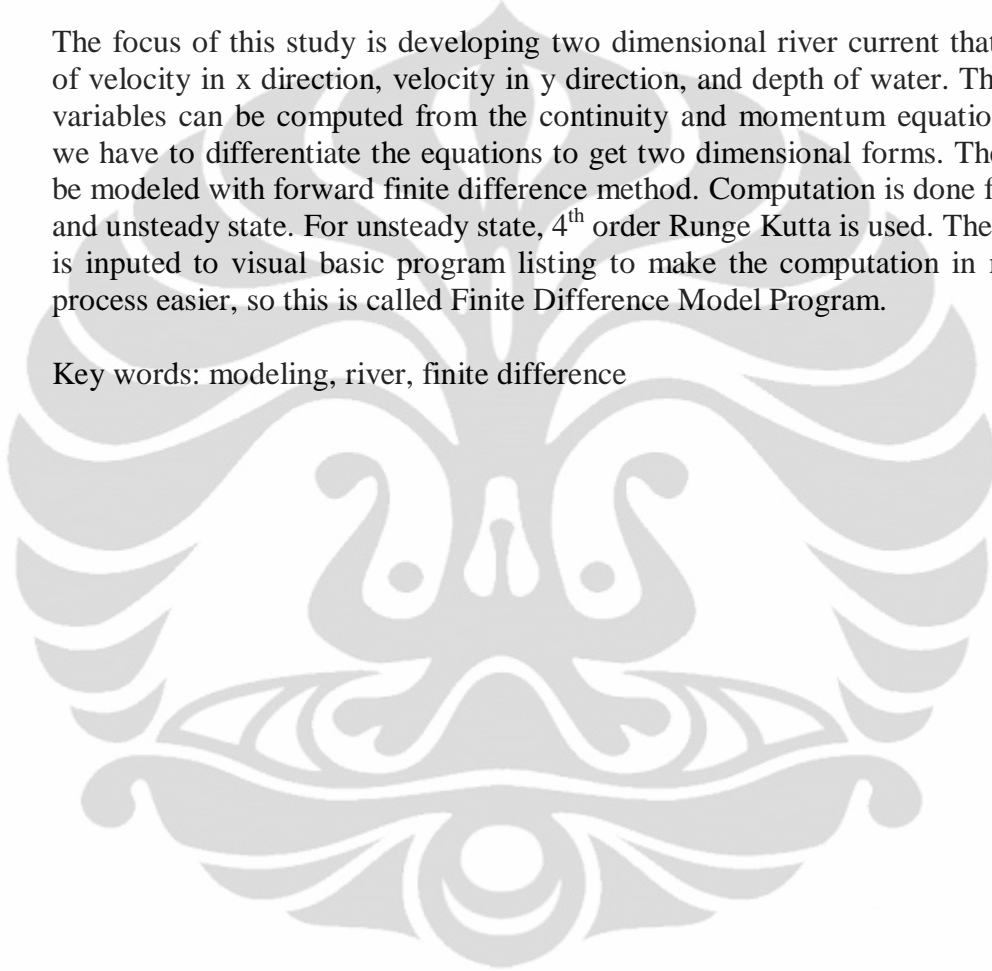 The focus of this study is developing two dimensional river current that
of velocity in x direction, velocity in y direction, and depth of water. Th
variables can be computed from the continuity and momentum equatio
we have to differentiate the equations to get two dimensional forms. The
be modeled with forward finite difference method. Computation is done f
and unsteady state. For unsteady state, 4th order Runge Kutta is used. The
is inputed to visual basic program listing to make the computation in
process easier, so this is called Finite Difference Model Program.
Key words: modeling, river, finite difference